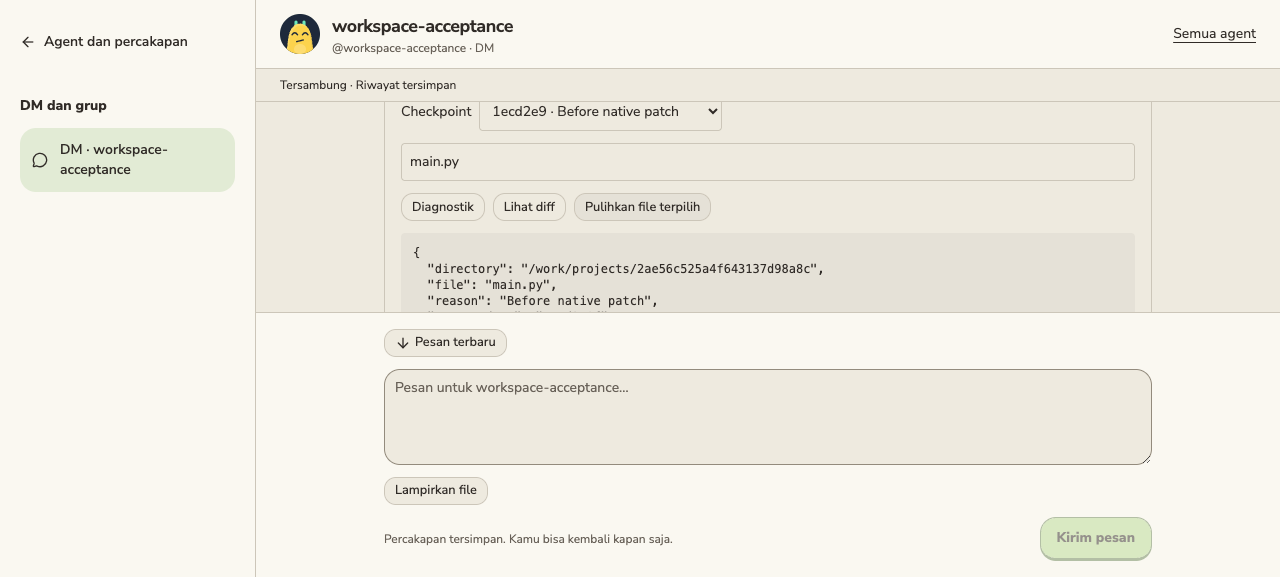 Agent dan percakapan
DM dan grup
DM · workspace-
acceptance
workspace-acceptance
@workspace-acceptance · DM
Semua agent
Tersambung · Riwayat tersimpan
Checkpoint
1ecd2e9 · Before native patch
main.py
Diagnostik
Lihat diff
Pulihkan file terpilih
{
"directory": "/work/projects/2ae56c525a4f643137d98a8c",
"file": "main.py",
"reason": "Before native patch",
Pesan terbaru
Pesan untuk workspace-acceptance...
Lampirkan file
Percakapan tersimpan. Kamu bisa kembali kapan saja.
Kirim pesan